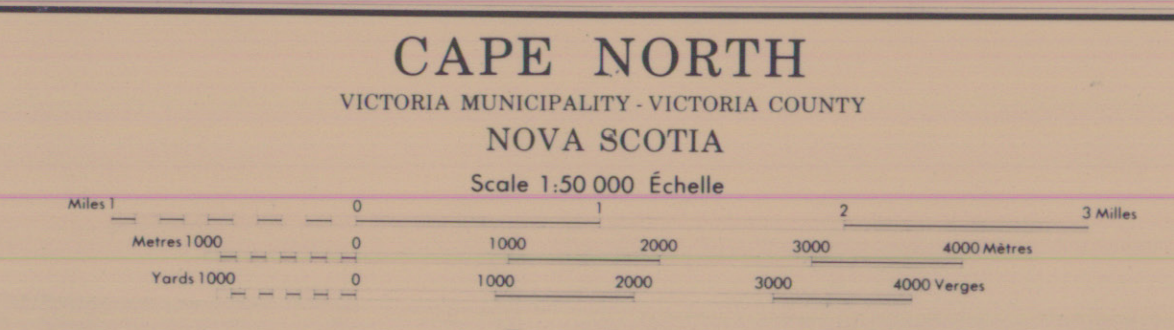 CAPE NORTH
VICTORIA MUNICIPALITY - VICTORIA COUNTY
NOVA SCOTIA
Scale 1:50 000 Échelle
Miles 1 0 1 2 3 Milles
Metres 1000 0 1000 2000 3000 4000 Mètres
Yards 1000 0 1000 2000 3000 4000 Verges